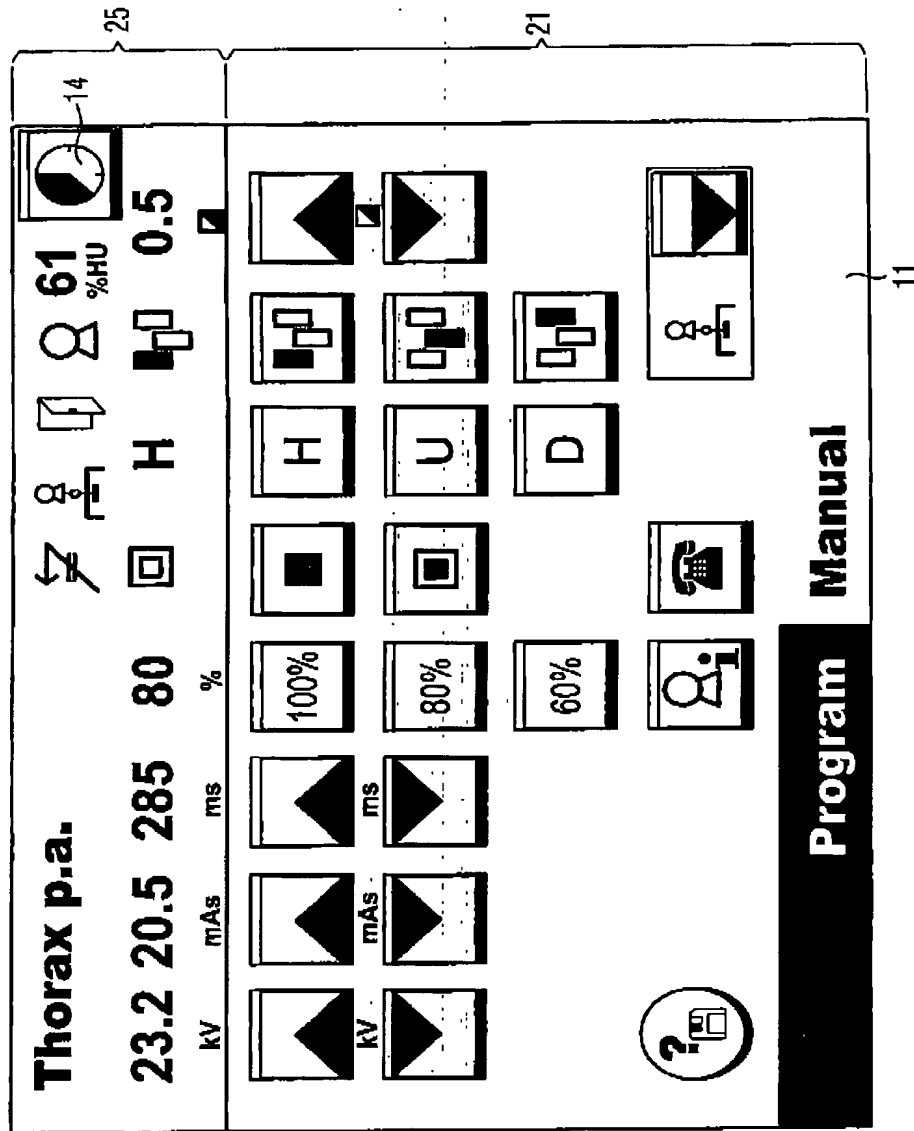 25
21
14
11
Thorax p.a.
61
%HU
23.2 20.5 285 80 H 0.5
kV mAs ms %
100% H
kV mAs ms
80% U
60% D
i
?
Program Manual